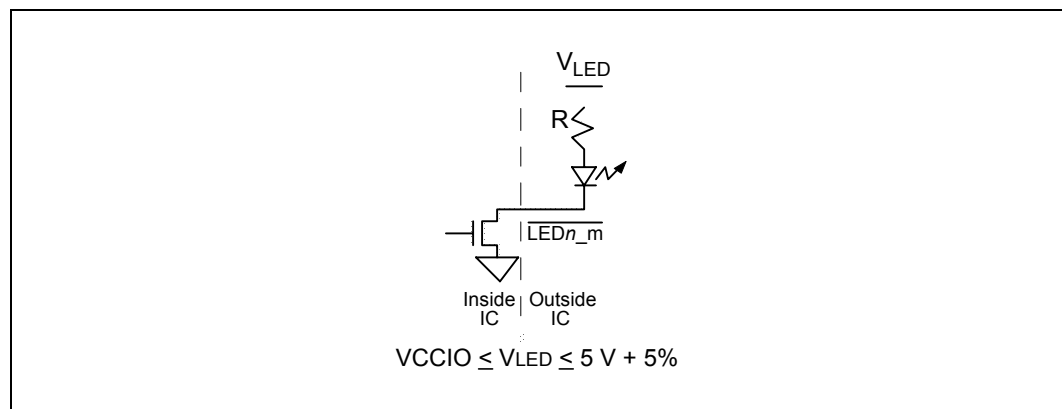 VLED
R
LEDn_m
Inside Outside
IC IC
VCCIO ≤ VLED ≤ 5 V + 5%